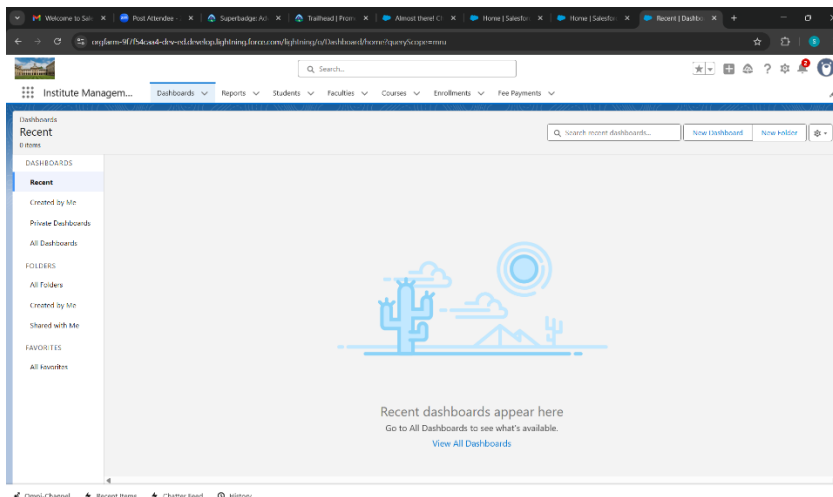 Welcome to Sal
Post Attendee -
Superbadge: Ad
Trailhead | Prom
Almost there! C
Home | Salesfor
Home | Salesfor
Recent | Dashbo
Search...
Institute Managem...
Dashboards
Reports
Students
Faculties
Courses
Enrollments
Fee Payments
Dashboards
Recent
0 items
Search recent dashboards...
New Dashboard
New Folder
DASHBOARDS
Recent
Created by Me
Private Dashboards
All Dashboards
FOLDERS
All Folders
Created by Me
Shared with Me
FAVORITES
All Favorites
Recent dashboards appear here
Go to All Dashboards to see what's available.
View All Dashboards
Omni-Channel
Recent Items
Chatter Feed
History